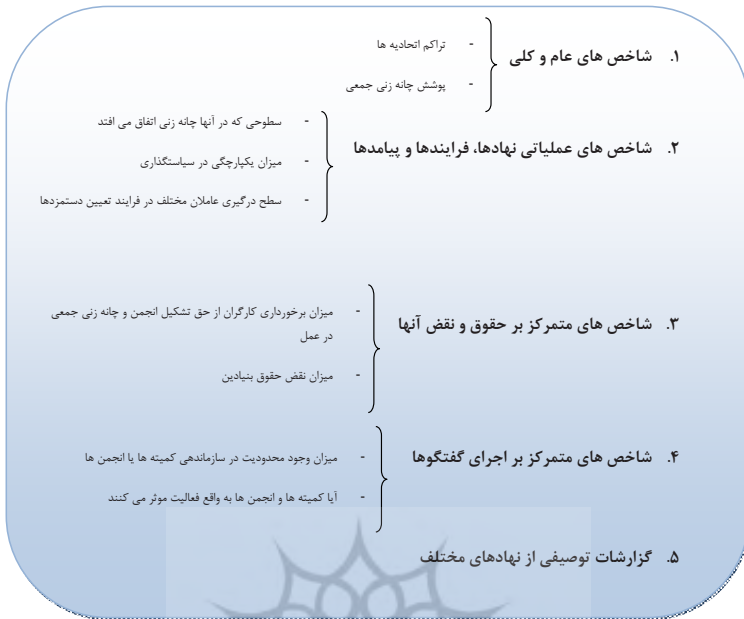 ۱. شاخص های عام و کلی
- تراکم اتحادیه ها
- پوشش چانه زنی جمعی
۲. شاخص های عملیاتی نهادها، فرایندها و پیامدها
- سطوحی که در آنها چانه زنی اتفاق می افتد
- میزان یکپارچگی در سیاستگذاری
- سطح درگیری عاملان مختلف در فرایند تعیین دستمزدها
۳. شاخص های متمرکز بر حقوق و نقض آنها
- میزان برخورداری کارگران از حق تشکیل انجمن و چانه زنی جمعی
در عمل
- میزان نقض حقوق بنیادین
۴. شاخص های متمرکز بر اجرای گفتگوها
- میزان وجود محدودیت در سازماندهی کمیته ها یا انجمن ها
- آیا کمیته ها و انجمن ها به واقع فعالیت موثر می کنند
۵. گزارشات توصیفی از نهادهای مختلف